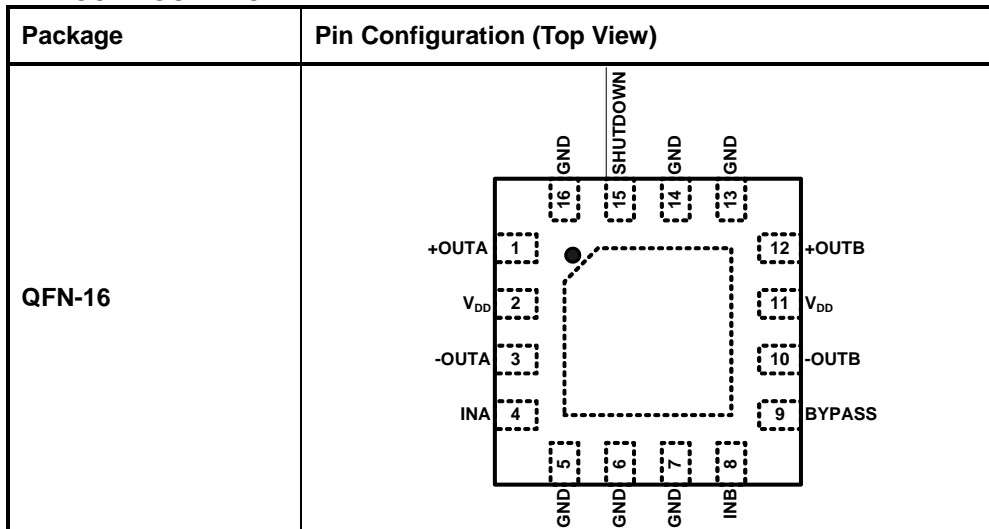 Package
Pin Configuration (Top View)
QFN-16
GND
SHUTDOWN
GND
GND
16
15
14
13
+OUTA 1
12 +OUTB
VDD 2
11 VDD
-OUTA 3
10 -OUTB
INA 4
9 BYPASS
5
6
7
8
GND
GND
GND
INB